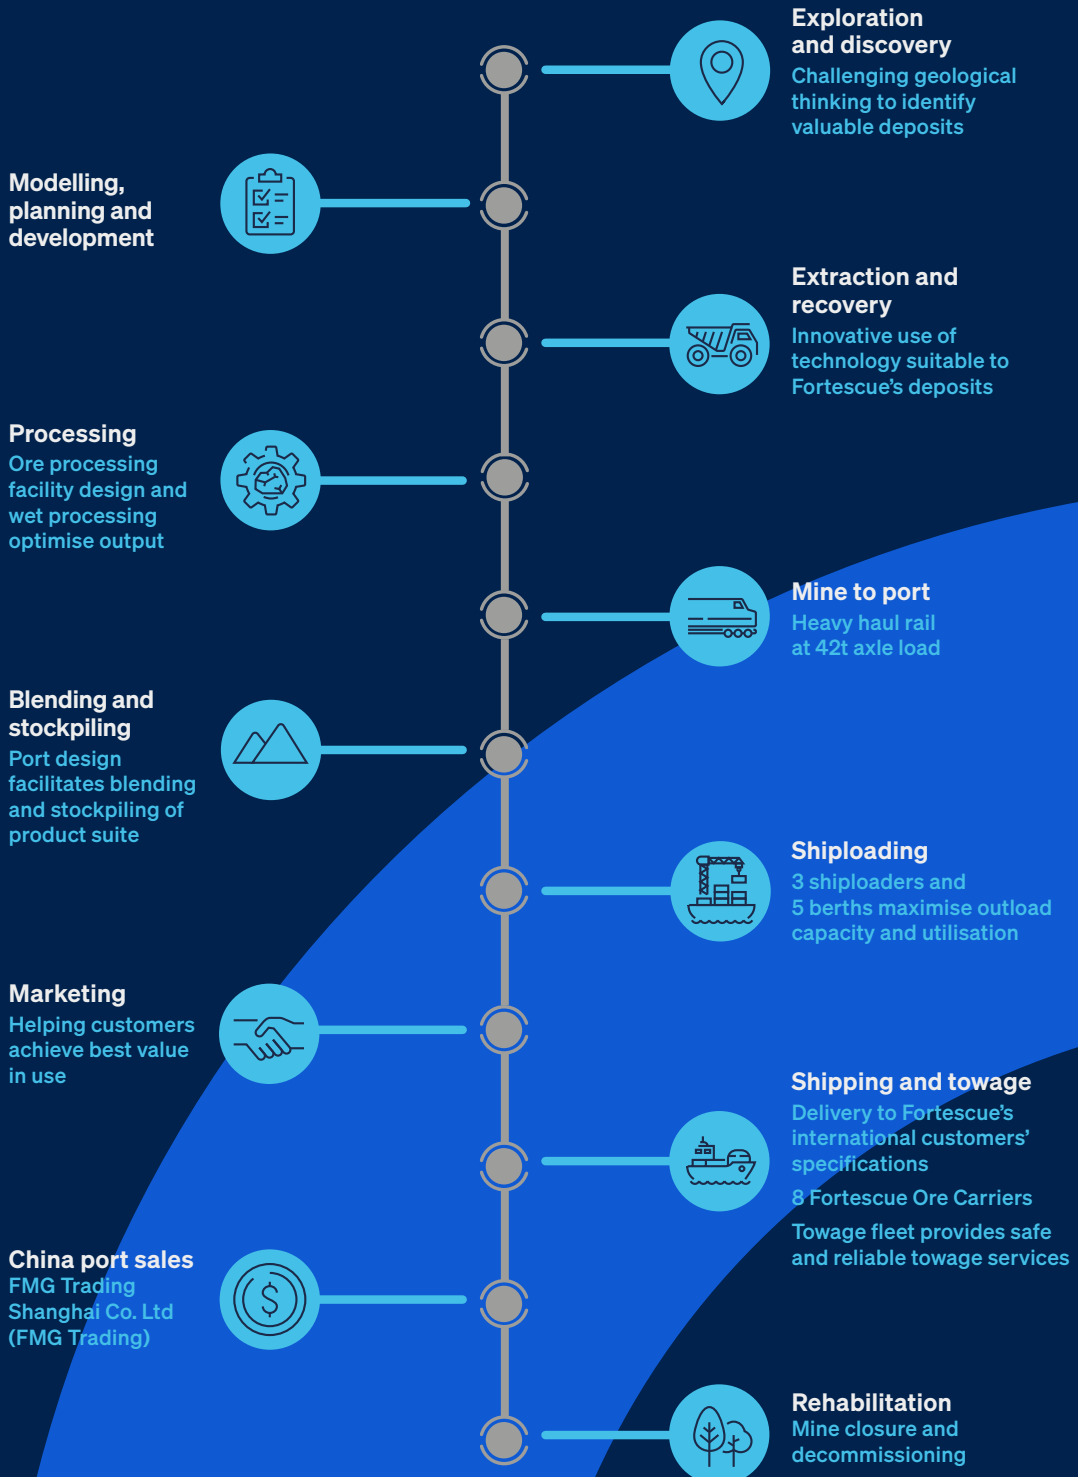 Exploration
and discovery
Challenging geological
thinking to identify
valuable deposits
Modelling,
planning and
development
Extraction and
recovery
Innovative use of
technology suitable to
Fortescue’s deposits
Processing
Ore processing
facility design and
wet processing
optimise output
Mine to port
Heavy haul rail
at 42t axle load
Blending and
stockpiling
Port design
facilitates blending
and stockpiling of
product suite
Shiploading
3 shiploaders and
5 berths maximise outload
capacity and utilisation
Marketing
Helping customers
achieve best value
in use
Shipping and towage
Delivery to Fortescue’s
international customers’
specifications
8 Fortescue Ore Carriers
Towage fleet provides safe
and reliable towage services
China port sales
FMG Trading
Shanghai Co. Ltd
(FMG Trading)
$
Rehabilitation
Mine closure and
decommissioning